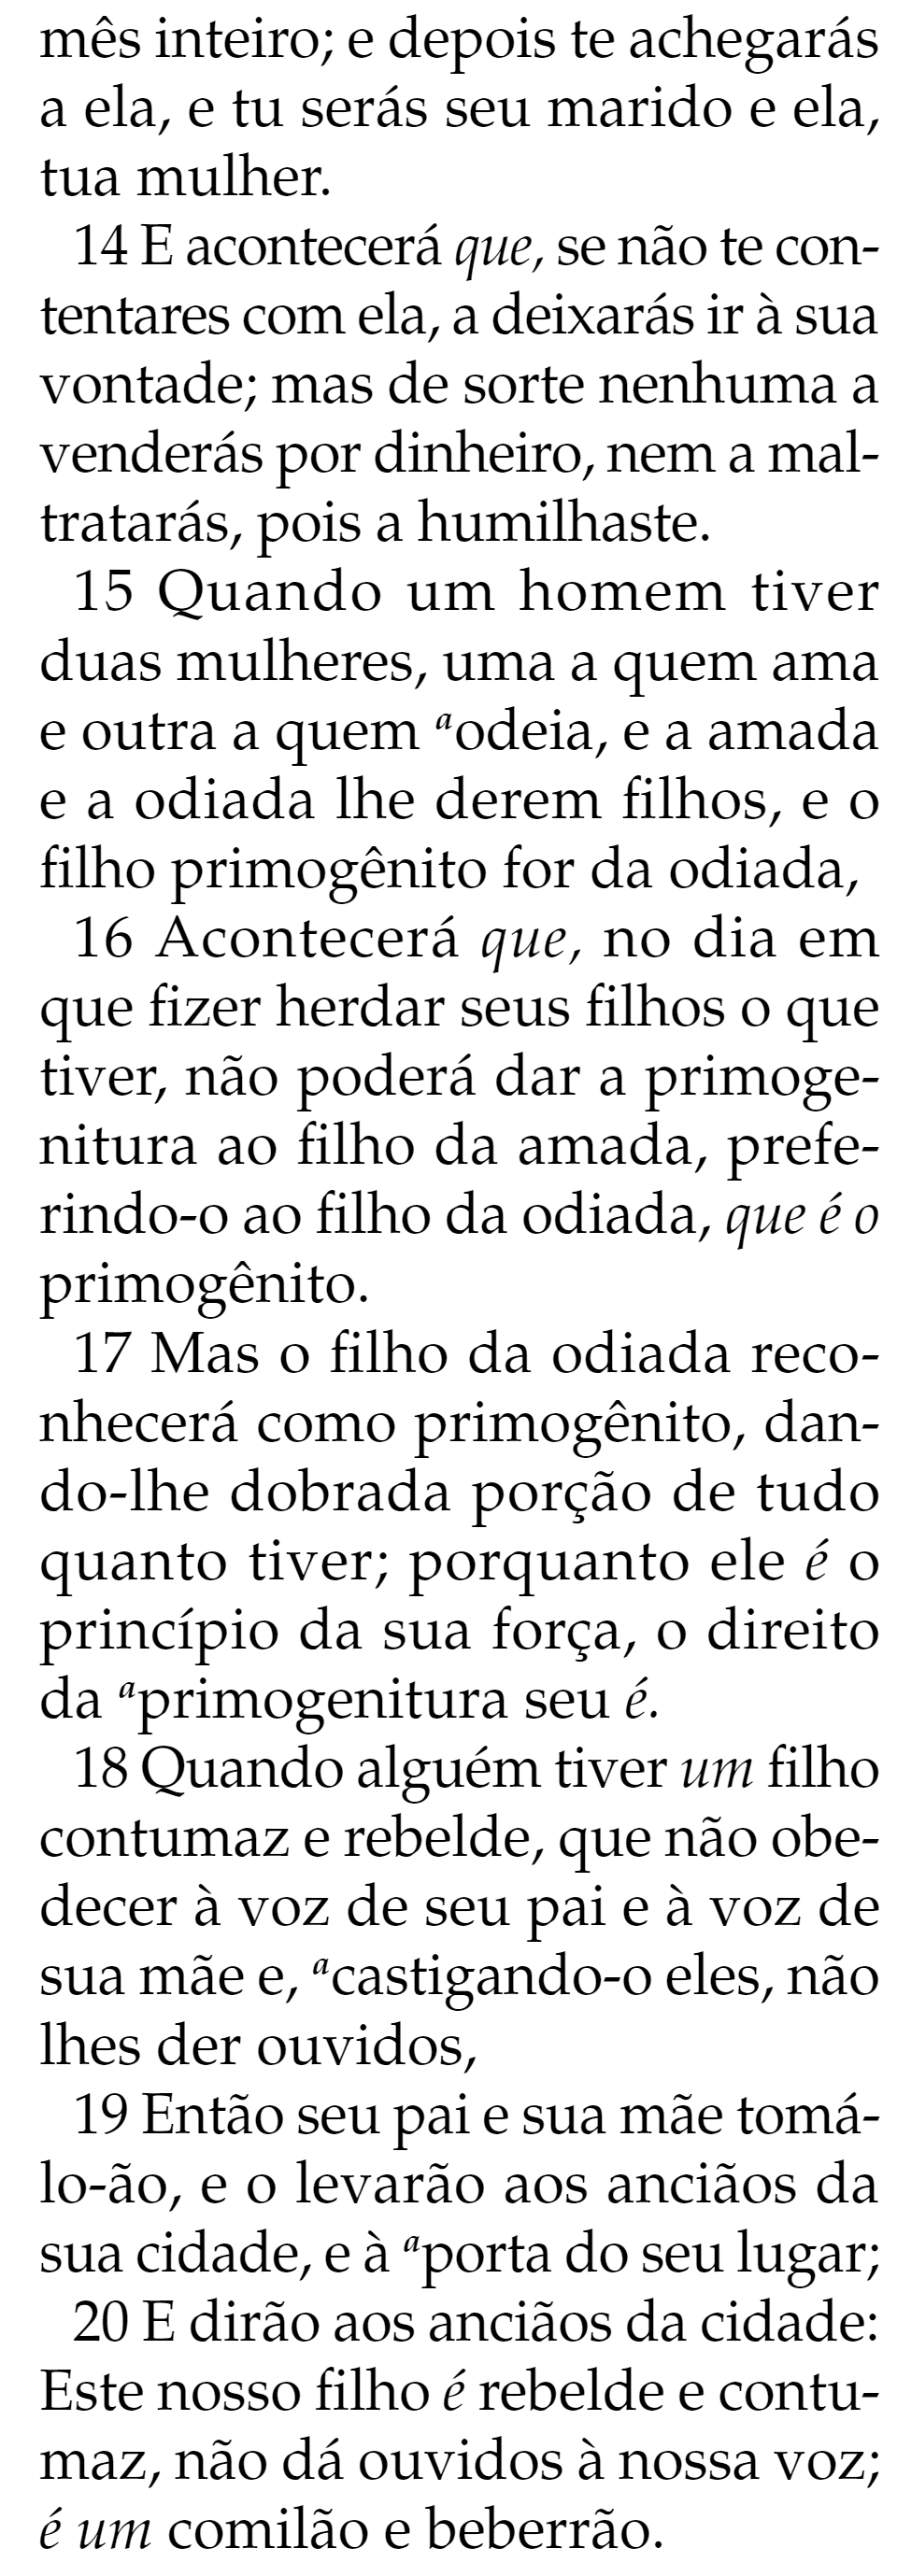 mês inteiro; e depois te achegarás
a ela, e tu serás seu marido e ela,
tua mulher.
14 E acontecerá que, se não te con-
tentares com ela, a deixarás ir à sua
vontade; mas de sorte nenhuma a
venderás por dinheiro, nem a mal-
tratarás, pois a humilhaste.
15 Quando um homem tiver
duas mulheres, uma a quem ama
e outra a quem ᵃodeia, e a amada
e a odiada lhe derem filhos, e o
filho primogênito for da odiada,
16 Acontecerá que, no dia em
que fizer herdar seus filhos o que
tiver, não poderá dar a primoge-
nitura ao filho da amada, prefe-
rindo-o ao filho da odiada, que é o
primogênito.
17 Mas o filho da odiada reco-
nhecerá como primogênito, dan-
do-lhe dobrada porção de tudo
quanto tiver; porquanto ele é o
princípio da sua força, o direito
da ᵃprimogenitura seu é.
18 Quando alguém tiver um filho
contumaz e rebelde, que não obe-
decer à voz de seu pai e à voz de
sua mãe e, ᵃcastigando-o eles, não
lhes der ouvidos,
19 Então seu pai e sua mãe tomá-
lo-ão, e o levarão aos anciãos da
sua cidade, e à ᵃporta do seu lugar;
20 E dirão aos anciãos da cidade:
Este nosso filho é rebelde e contu-
maz, não dá ouvidos à nossa voz;
é um comilão e beberrão.